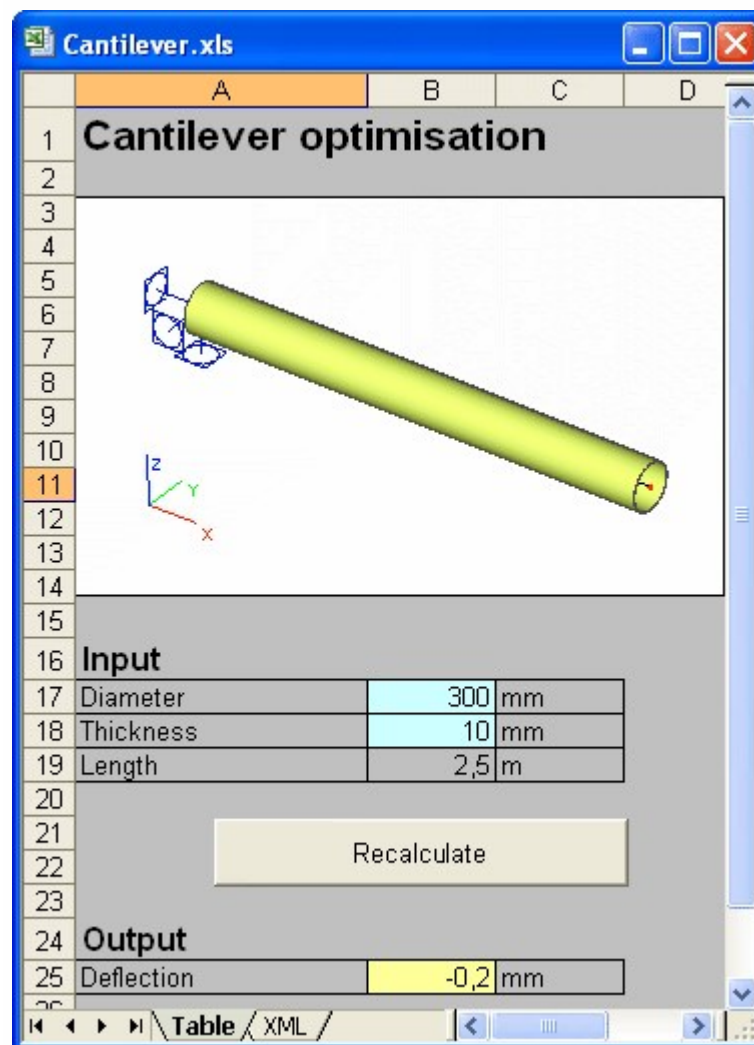 Cantilever.xls
A B C D
1 Cantilever optimisation
2
3
4
5
6
7
8
9
10
11
12
13
14
Z
Y
X
15
16 Input
17 Diameter 300 mm
18 Thickness 10 mm
19 Length 2,5 m
20
21
Recalculate
22
23
24 Output
25 Deflection -0,2 mm
26
Table XML